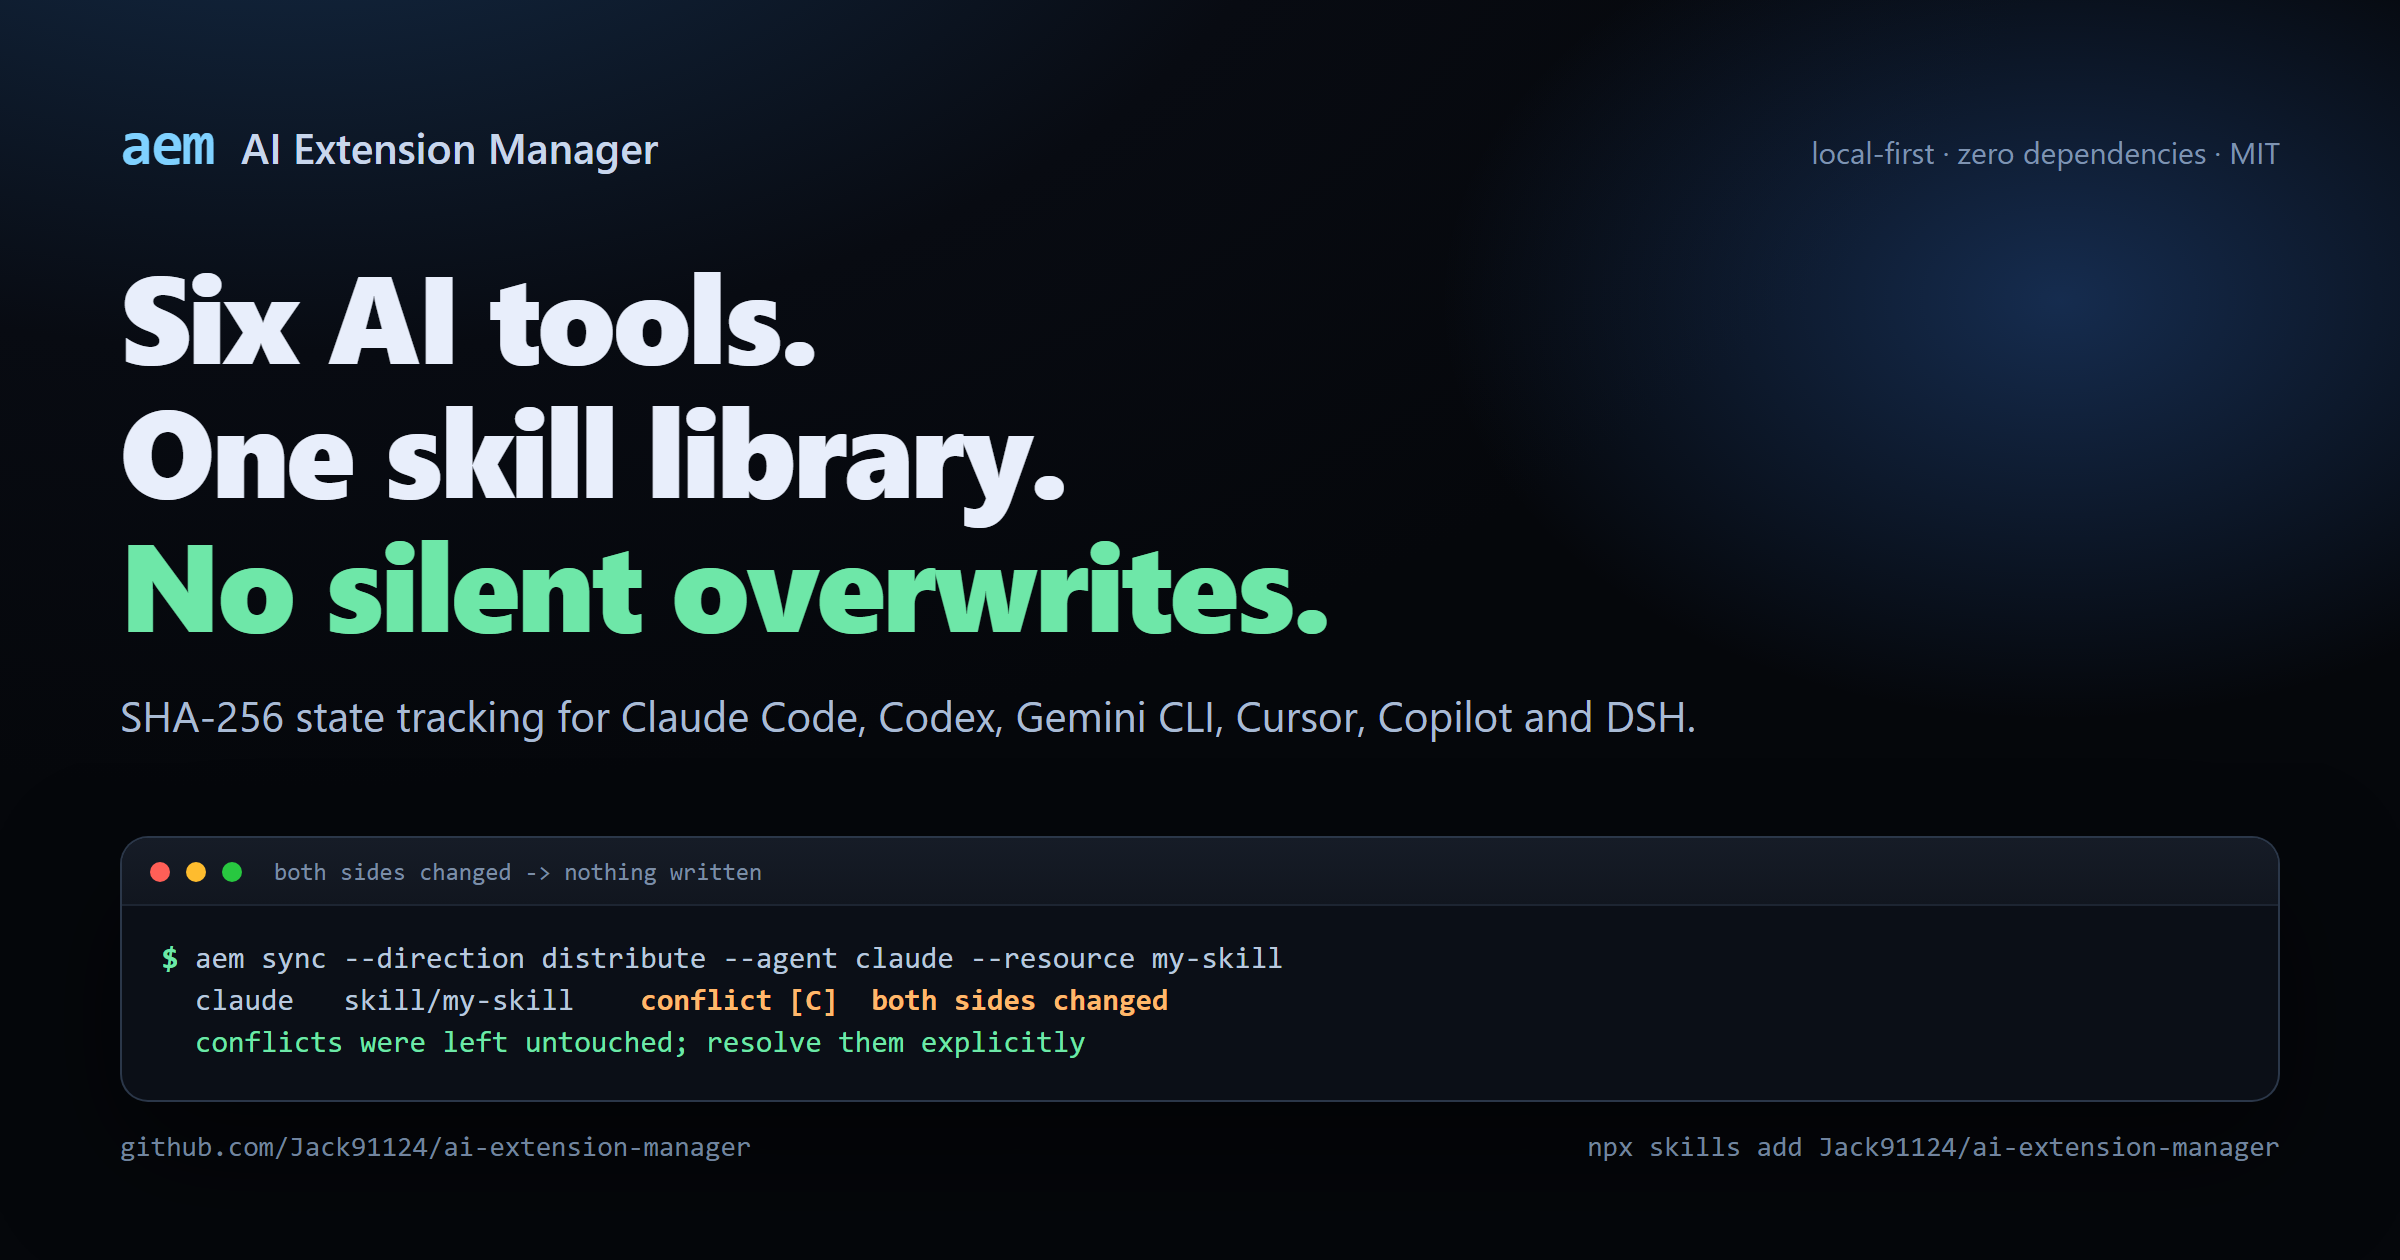 aem AI Extension Manager
local-first · zero dependencies · MIT
Six AI tools.
One skill library.
No silent overwrites.
SHA-256 state tracking for Claude Code, Codex, Gemini CLI, Cursor, Copilot and DSH.
both sides changed -> nothing written
$ aem sync --direction distribute --agent claude --resource my-skill
claude   skill/my-skill    conflict [C]  both sides changed
conflicts were left untouched; resolve them explicitly
github.com/Jack91124/ai-extension-manager
npx skills add Jack91124/ai-extension-manager